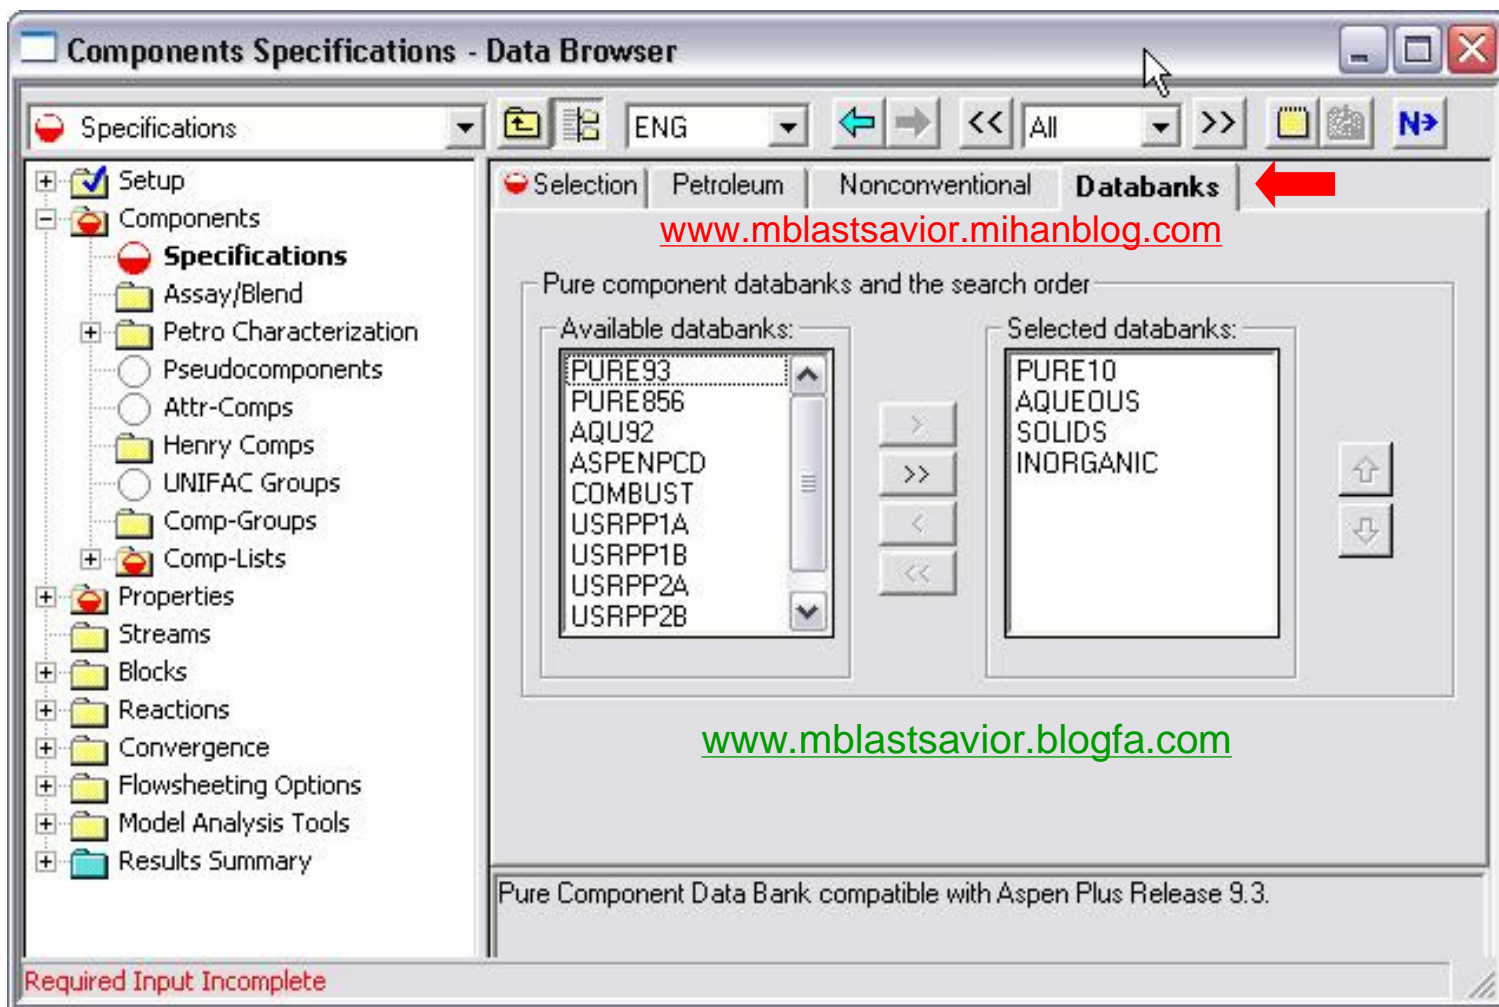 Components Specifications - Data Browser
Specifications
ENG
<< All >>
N>
Setup
Components
Specifications
Assay/Blend
Petro Characterization
Pseudocomponents
Attr-Comps
Henry Comps
UNIFAC Groups
Comp-Groups
Comp-Lists
Properties
Streams
Blocks
Reactions
Convergence
Flowsheeting Options
Model Analysis Tools
Results Summary
Selection Petroleum Nonconventional Databanks
www.mblastsavior.mihanblog.com
Pure component databanks and the search order
Available databanks:
PURE93
PURE856
AQU92
ASPENPCD
COMBUST
USRPP1A
USRPP1B
USRPP2A
USRPP2B
>
>>
<
<<
Selected databanks:
PURE10
AQUEOUS
SOLIDS
INORGANIC
www.mblastsavior.blogfa.com
Pure Component Data Bank compatible with Aspen Plus Release 9.3.
Required Input Incomplete